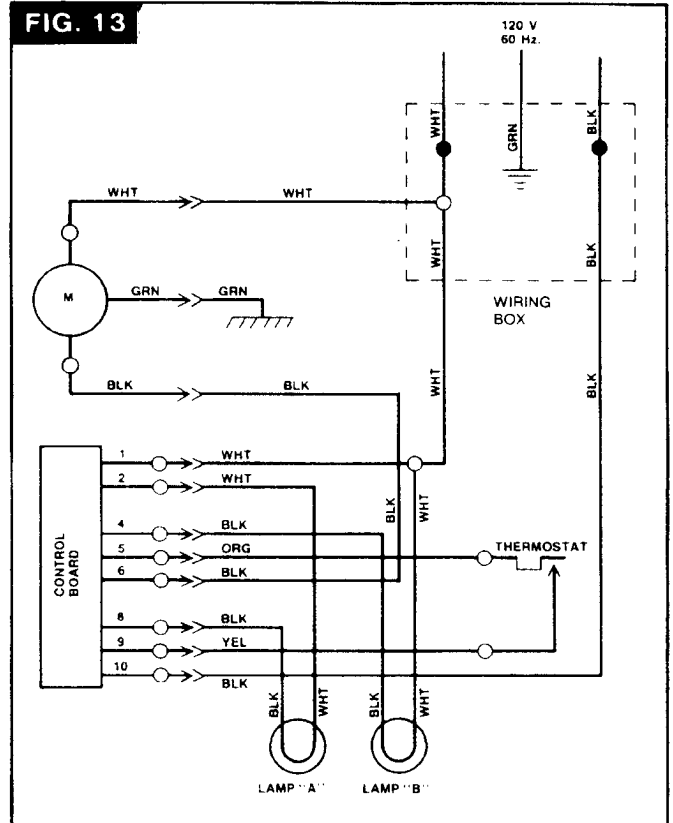 FIG. 13
120 V
60 Hz.
WHT
GRN
BLK
WHT
WHT
WHT
BLK
M
GRN
GRN
WIRING
BOX
WHT
BLK
BLK
BLK
CONTROL
BOARD
1
WHT
2
WHT
BLK
WHT
4
BLK
5
ORG
THERMOSTAT
6
BLK
8
BLK
9
YEL
10
BLK
BLK
WHT
BLK
WHT
LAMP "A"
LAMP "B"